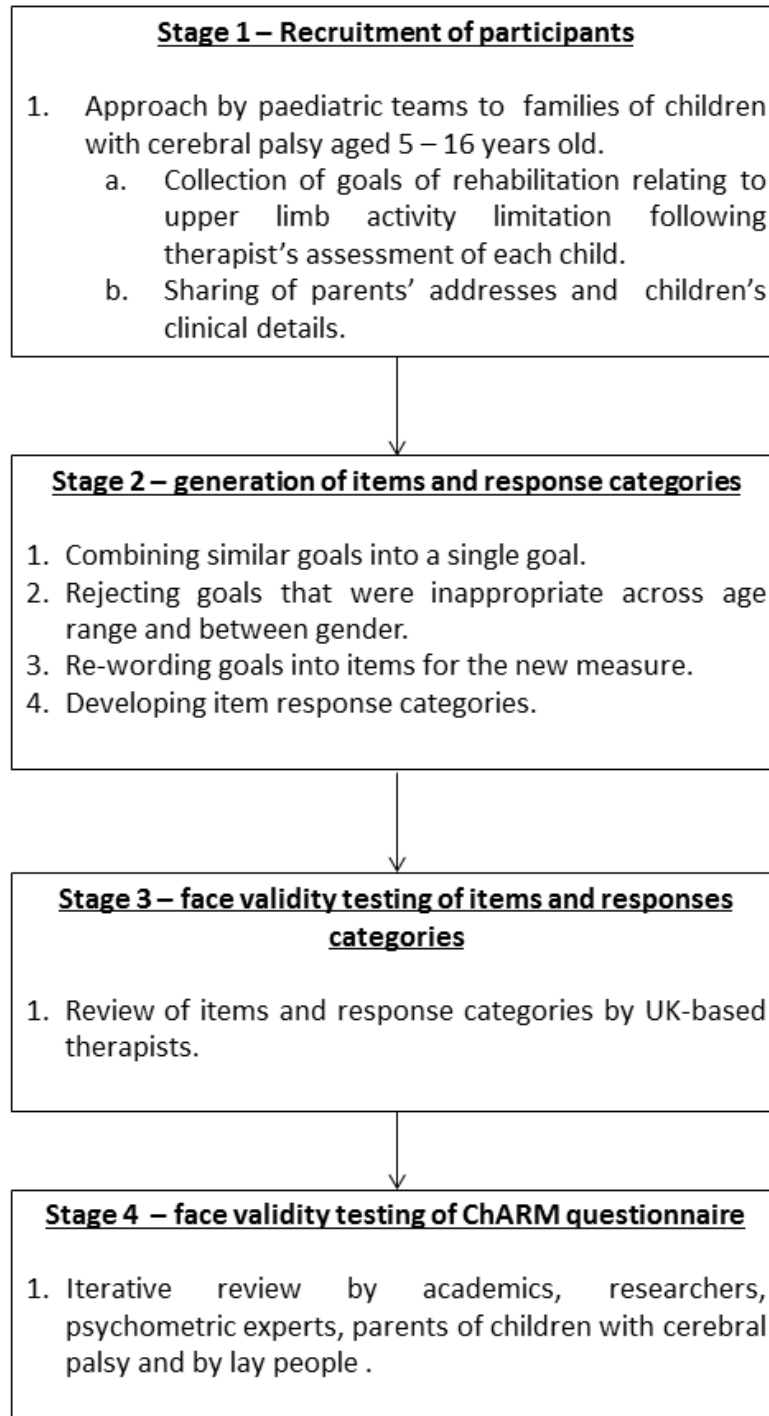 Stage 1 – Recruitment of participants
1. Approach by paediatric teams to families of children
with cerebral palsy aged 5 – 16 years old.
a. Collection of goals of rehabilitation relating to
upper limb activity limitation following
therapist's assessment of each child.
b. Sharing of parents' addresses and children's
clinical details.
Stage 2 – generation of items and response categories
1. Combining similar goals into a single goal.
2. Rejecting goals that were inappropriate across age
range and between gender.
3. Re-wording goals into items for the new measure.
4. Developing item response categories.
Stage 3 – face validity testing of items and responses
categories
1. Review of items and response categories by UK-based
therapists.
Stage 4 – face validity testing of ChARM questionnaire
1. Iterative review by academics, researchers,
psychometric experts, parents of children with cerebral
palsy and by lay people .